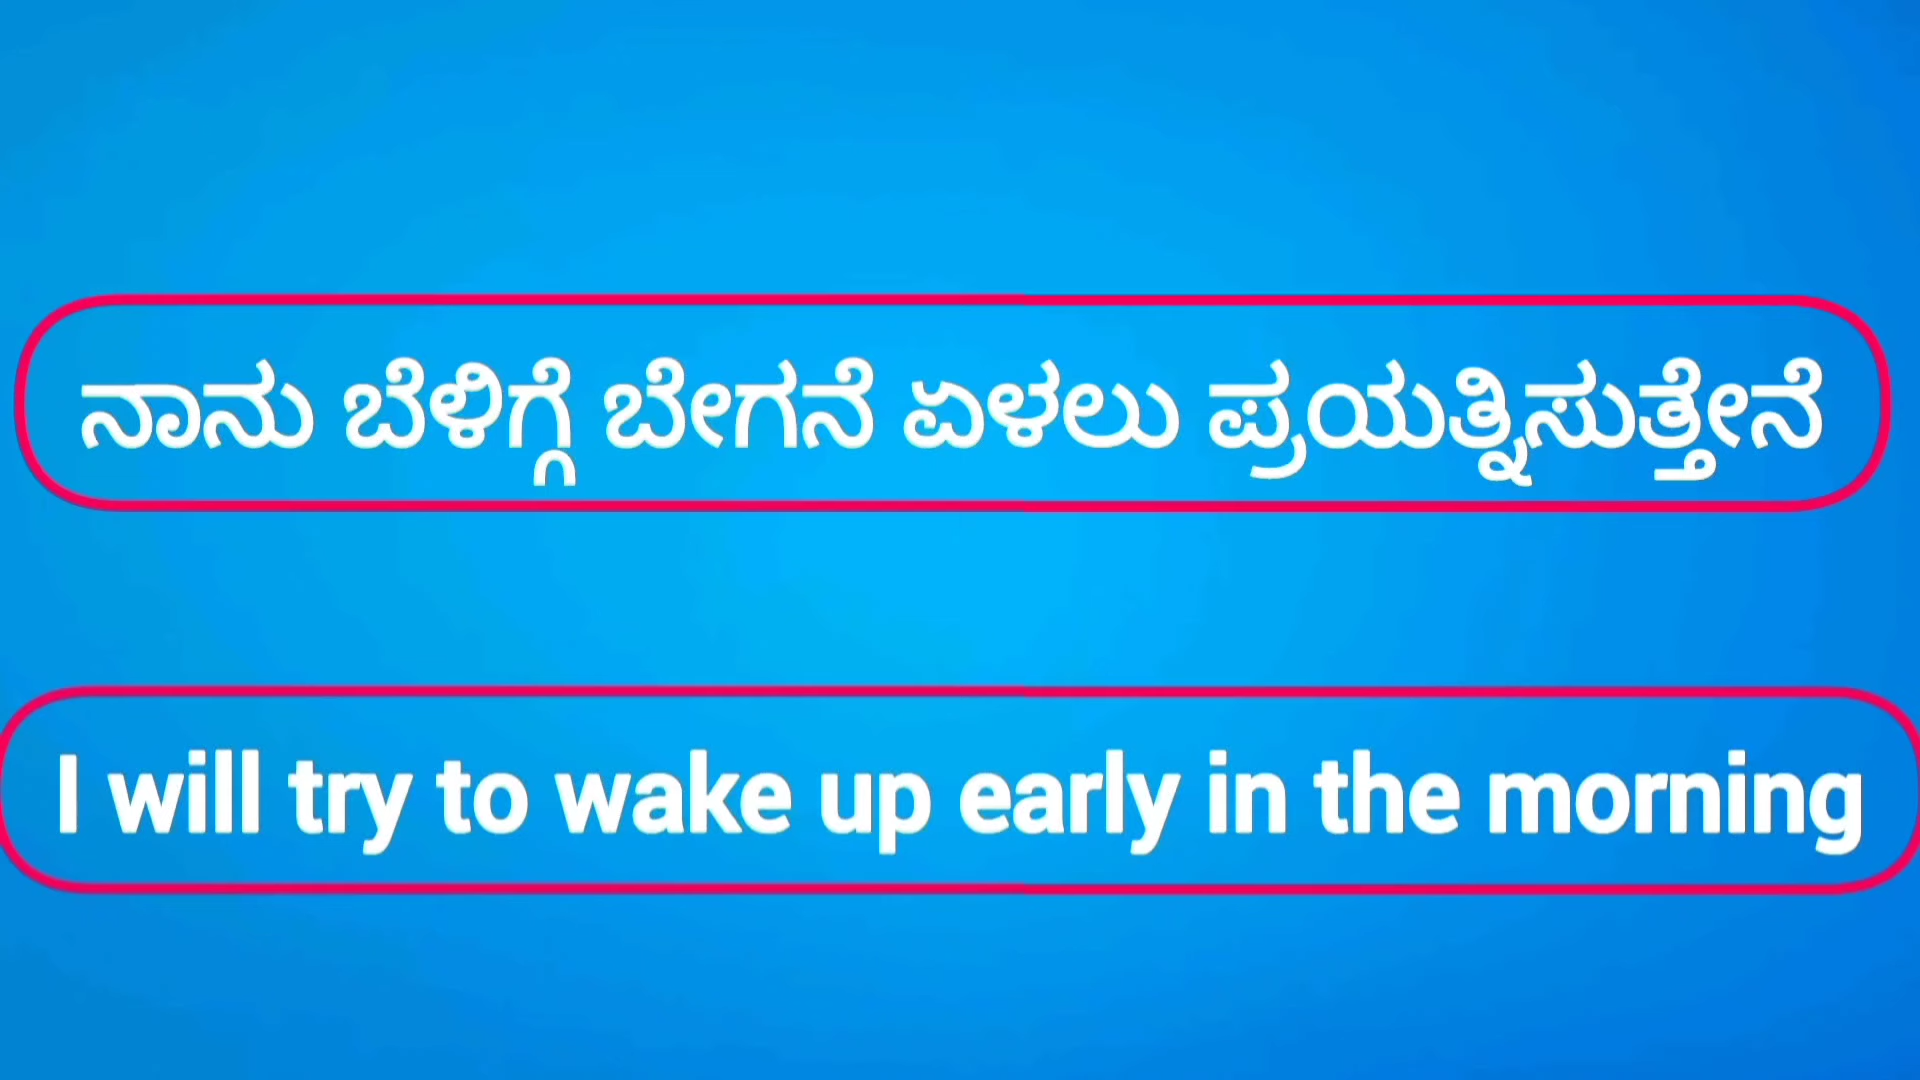 ನಾನು ಬೆಳಿಗ್ಗೆ ಬೇಗನೆ ಏಳಲು ಪ್ರಯತ್ನಿಸುತ್ತೇನೆ
I will try to wake up early in the morning